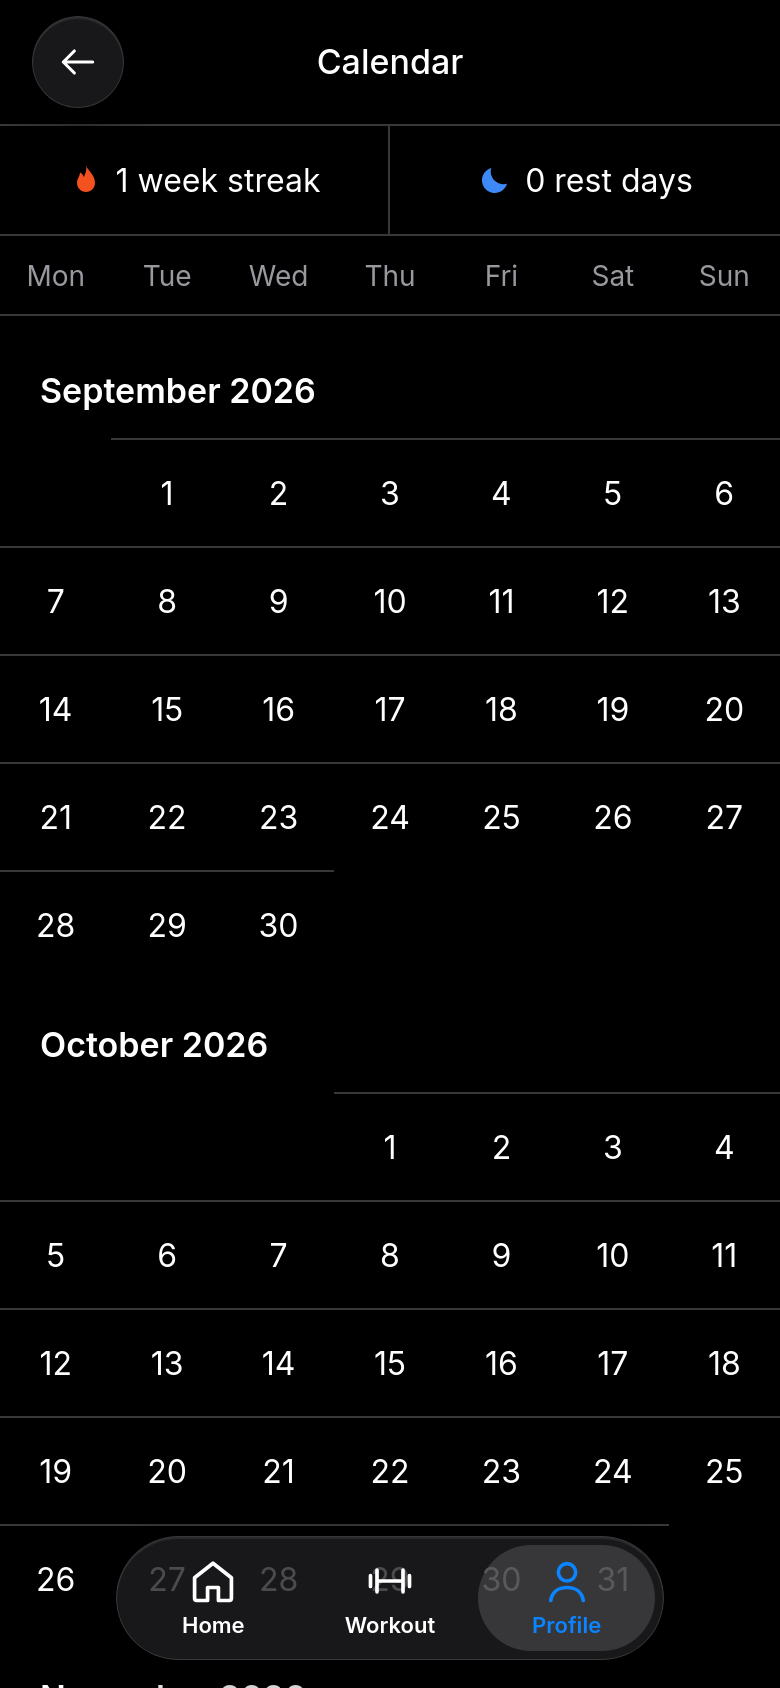 Calendar
1 week streak 0 rest days
Mon Tue Wed Thu Fri Sat Sun
September 2026
1 2 3 4 5 6
7 8 9 10 11 12 13
14 15 16 17 18 19 20
21 22 23 24 25 26 27
28 29 30
October 2026
1 2 3 4
5 6 7 8 9 10 11
12 13 14 15 16 17 18
19 20 21 22 23 24 25
26 27 28 29 30 31
Home Workout Profile